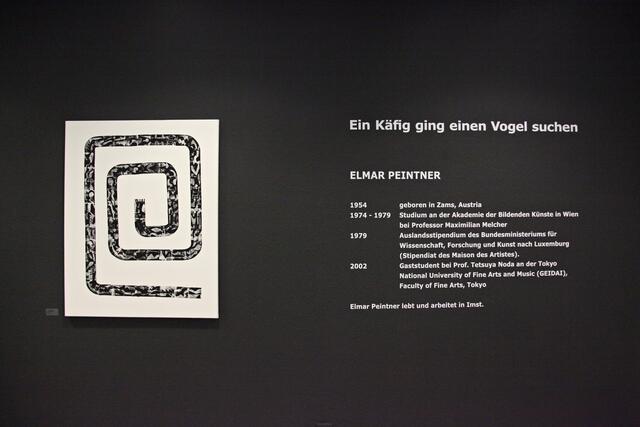 Ein Käfig ging einen Vogel suchen
ELMAR PEINTNER
1954 geboren in Zams, Austria
1974 - 1979 Studium an der Akademie der Bildenden Künste in Wien
bei Professor Maximilian Melcher
1979 Auslandsstipendium des Bundesministeriums für
Wissenschaft, Forschung und Kunst nach Luxemburg
(Stipendiat des Maison des Artistes).
2002 Gaststudent bei Prof. Tetsuya Noda an der Tokyo
National University of Fine Arts and Music (GEIDAI),
Faculty of Fine Arts, Tokyo
Elmar Peintner lebt und arbeitet in Imst.